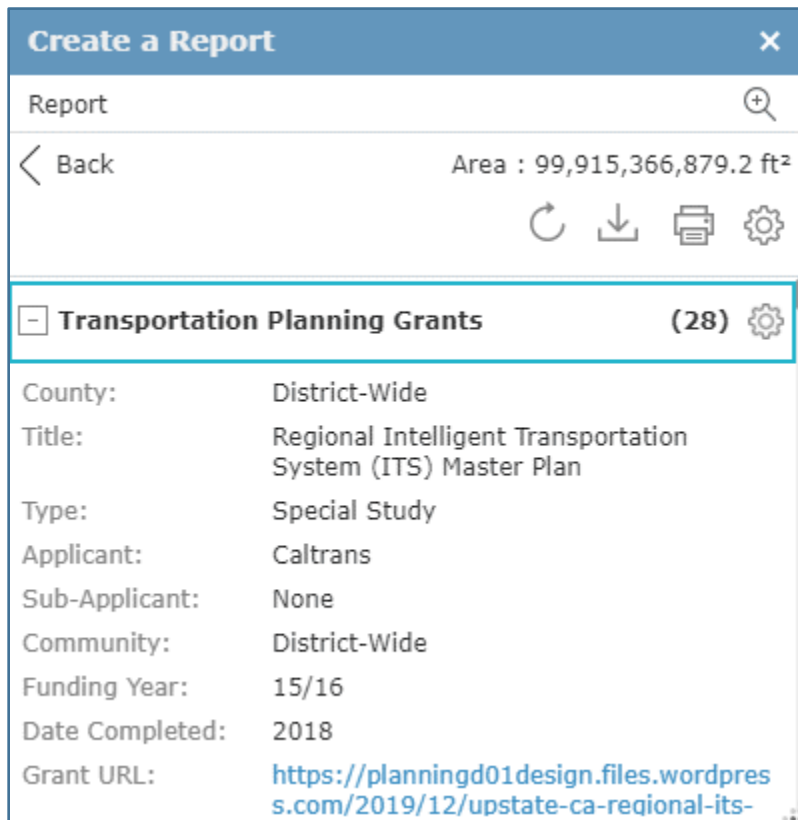 Create a Report
Report
Back Area : 99,915,366,879.2 ft²
Transportation Planning Grants (28)
County: District-Wide
Title: Regional Intelligent Transportation
System (ITS) Master Plan
Type: Special Study
Applicant: Caltrans
Sub-Applicant: None
Community: District-Wide
Funding Year: 15/16
Date Completed: 2018
Grant URL: https://planningd01design.files.wordpres
s.com/2019/12/upstate-ca-regional-its-